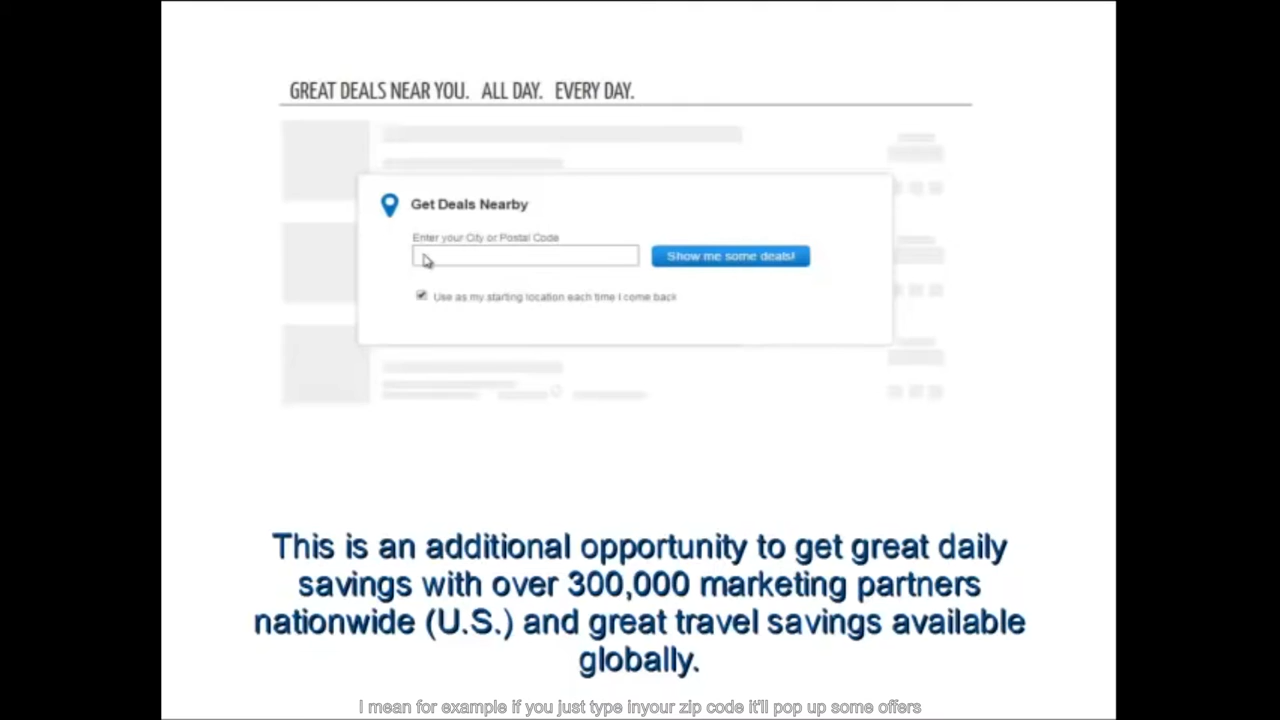 GREAT DEALS NEAR YOU. ALL DAY. EVERY DAY.
Get Deals Nearby
Enter your City or Postal Code
Show me some deals!
Use as my starting location each time I come back
This is an additional opportunity to get great daily
savings with over 300,000 marketing partners
nationwide (U.S.) and great travel savings available
globally.
I mean for example if you just type inyour zip code it'll pop up some offers